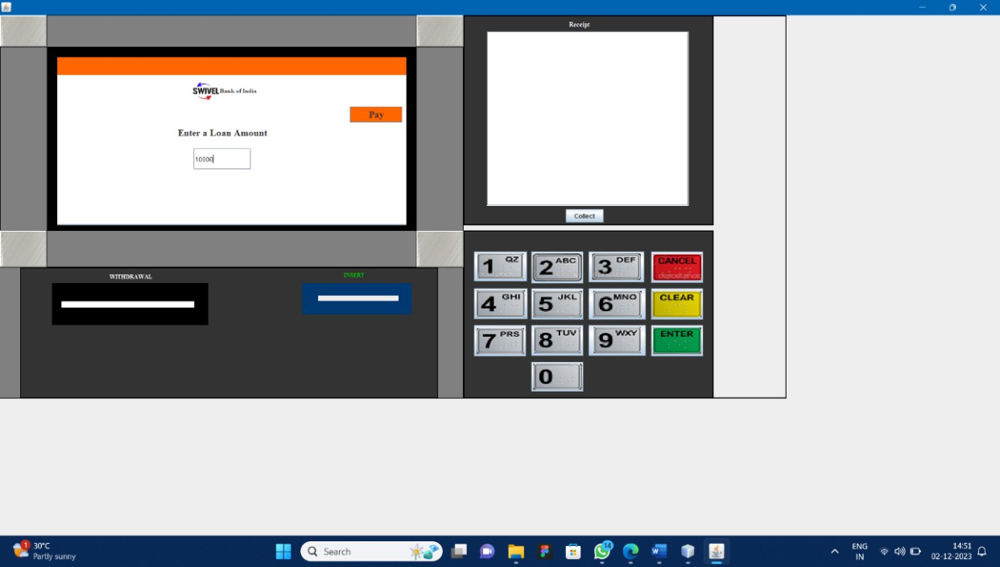 Receipt
SWIVEL Bank of India
Pay
Enter a Loan Amount
10000
Collect
WITHDRAWAL
INSERT
1 QZ
2 ABC
3 DEF
CANCEL
4 GHI
5 JKL
6 MNO
CLEAR
7 PRS
8 TUV
9 WXY
ENTER
0
1
30°C
Partly sunny
Search
14
ENG
IN
14:51
02-12-2023